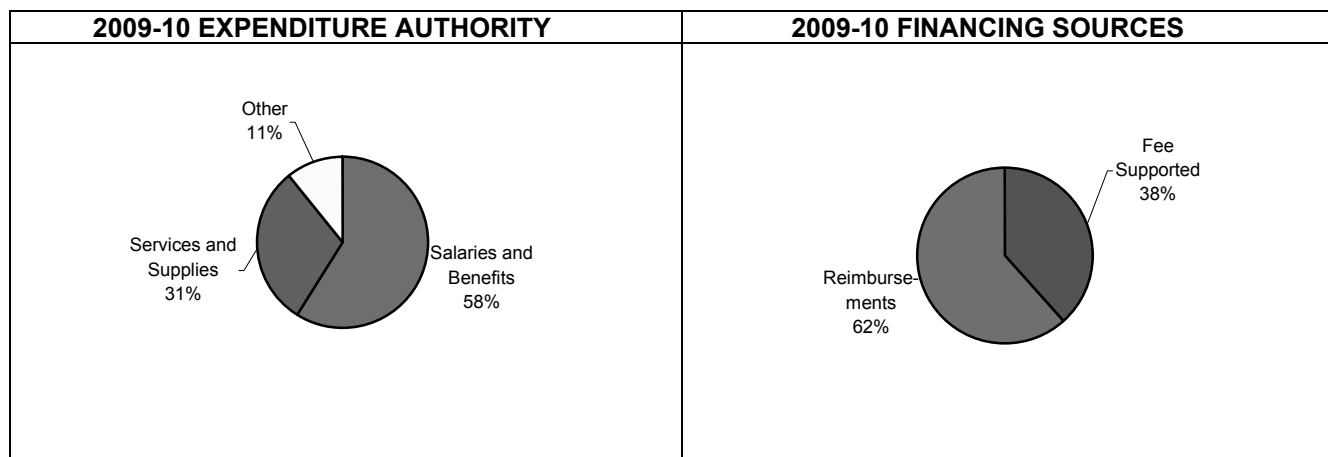 2009-10 EXPENDITURE AUTHORITY
Other
11%
Services and
Supplies
31%
Salaries and
Benefits
58%
2009-10 FINANCING SOURCES
Fee
Supported
38%
Reimburse-
ments
62%